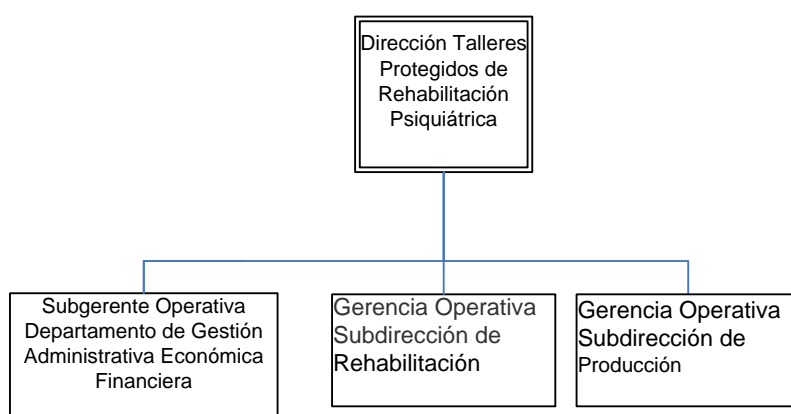 Dirección Talleres
Protegidos de
Rehabilitación
Psiquiátrica
Subgerente Operativa
Departamento de Gestión
Administrativa Económica
Financiera
Gerencia Operativa
Subdirección de
Rehabilitación
Gerencia Operativa
Subdirección de
Producción